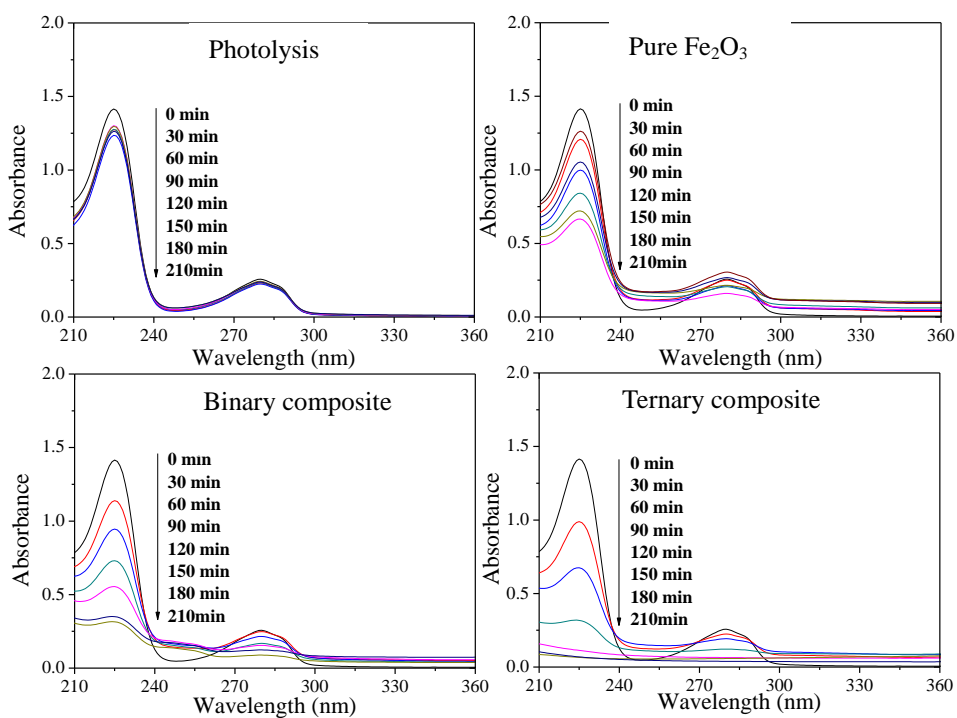 Photolysis
0 min
30 min
60 min
90 min
120 min
150 min
180 min
210min
2.0
1.5
1.0
0.5
0.0
Absorbance
210 240 270 300 330 360
Wavelength (nm)
Pure Fe₂O₃
0 min
30 min
60 min
90 min
120 min
150 min
180 min
210min
2.0
1.5
1.0
0.5
0.0
Absorbance
210 240 270 300 330 360
Wavelength (nm)
Binary composite
0 min
30 min
60 min
90 min
120 min
150 min
180 min
210min
2.0
1.5
1.0
0.5
0.0
Absorbance
210 240 270 300 330 360
Wavelength (nm)
Ternary composite
0 min
30 min
60 min
90 min
120 min
150 min
180 min
210min
2.0
1.5
1.0
0.5
0.0
Absorbance
210 240 270 300 330 360
Wavelength (nm)